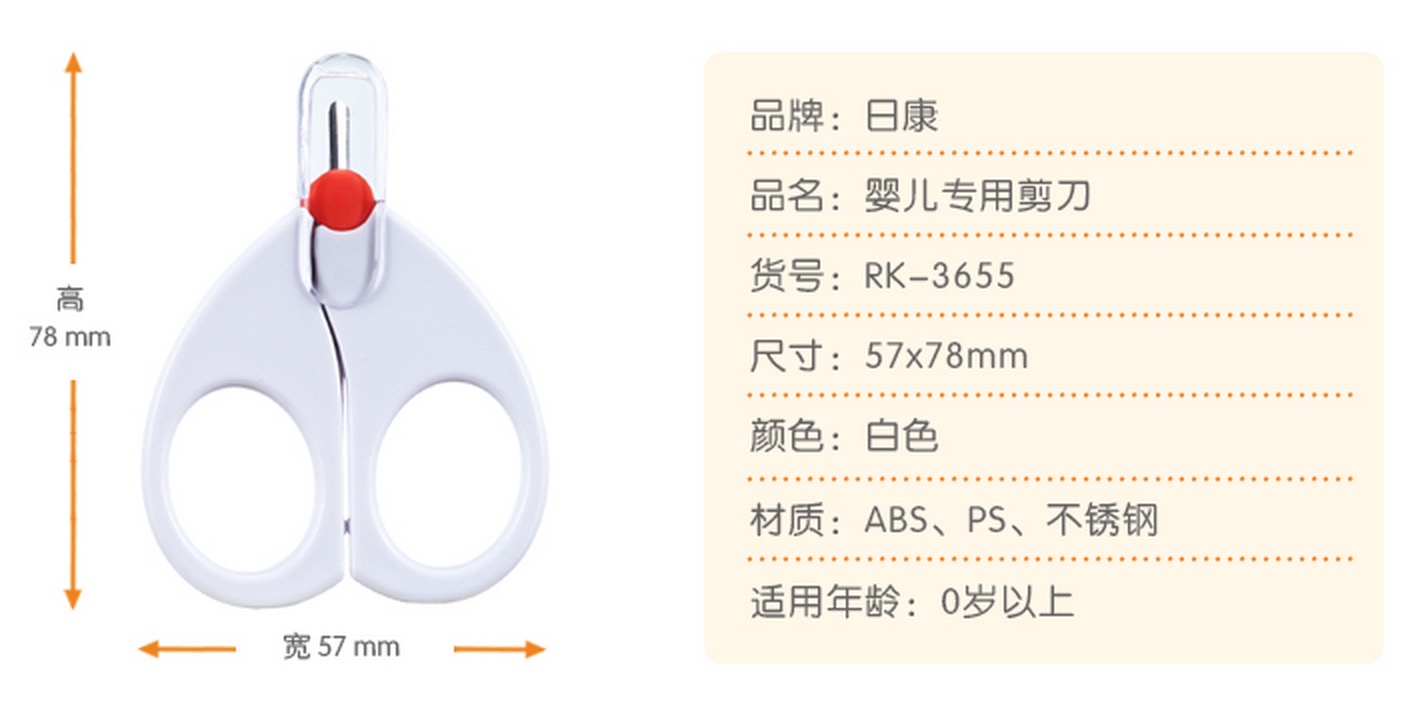 高
78 mm
宽 57 mm
品牌：日康
品名：婴儿专用剪刀
货号：RK-3655
尺寸：57x78mm
颜色：白色
材质：ABS、PS、不锈钢
适用年龄：0岁以上